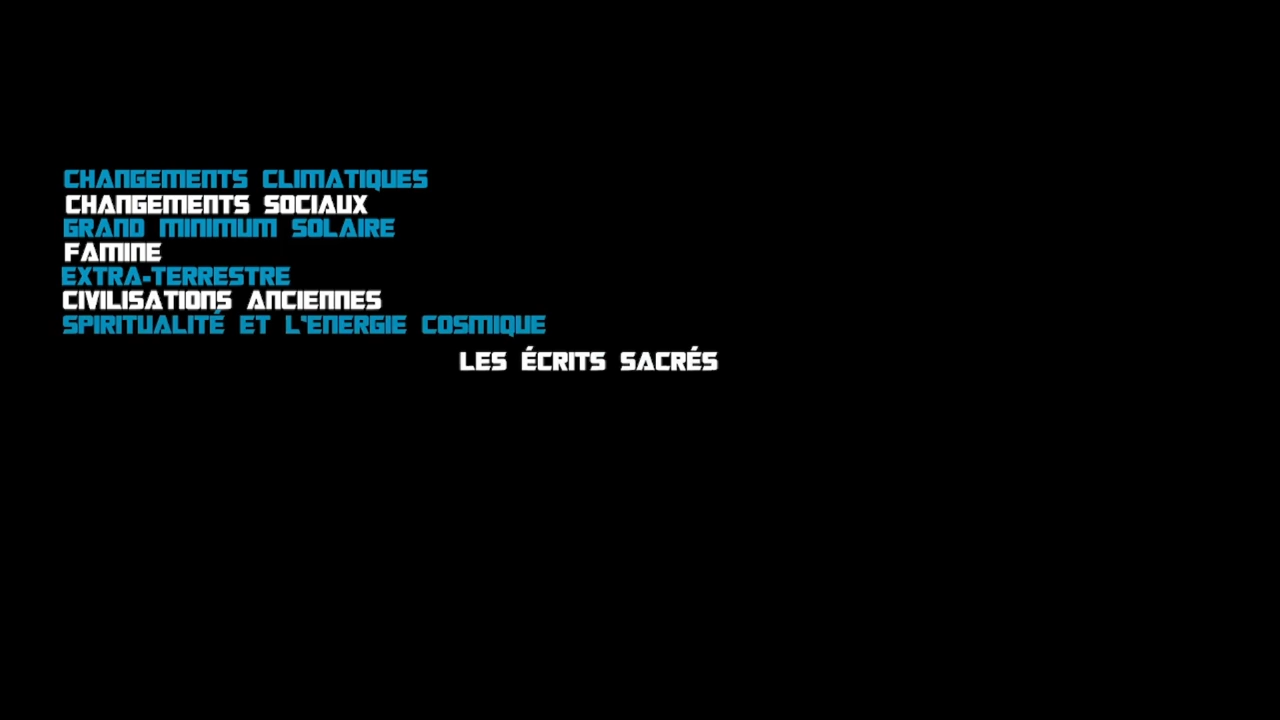 CHANGEMENTS CLIMATIQUES
CHANGEMENTS SOCIAUX
GRAND MINIMUM SOLAIRE
FAMINE
EXTRA-TERRESTRE
CIVILISATIONS ANCIENNES
SPIRITUALITÉ ET L'ENERGIE COSMIQUE
LES ÉCRITS SACRÉS